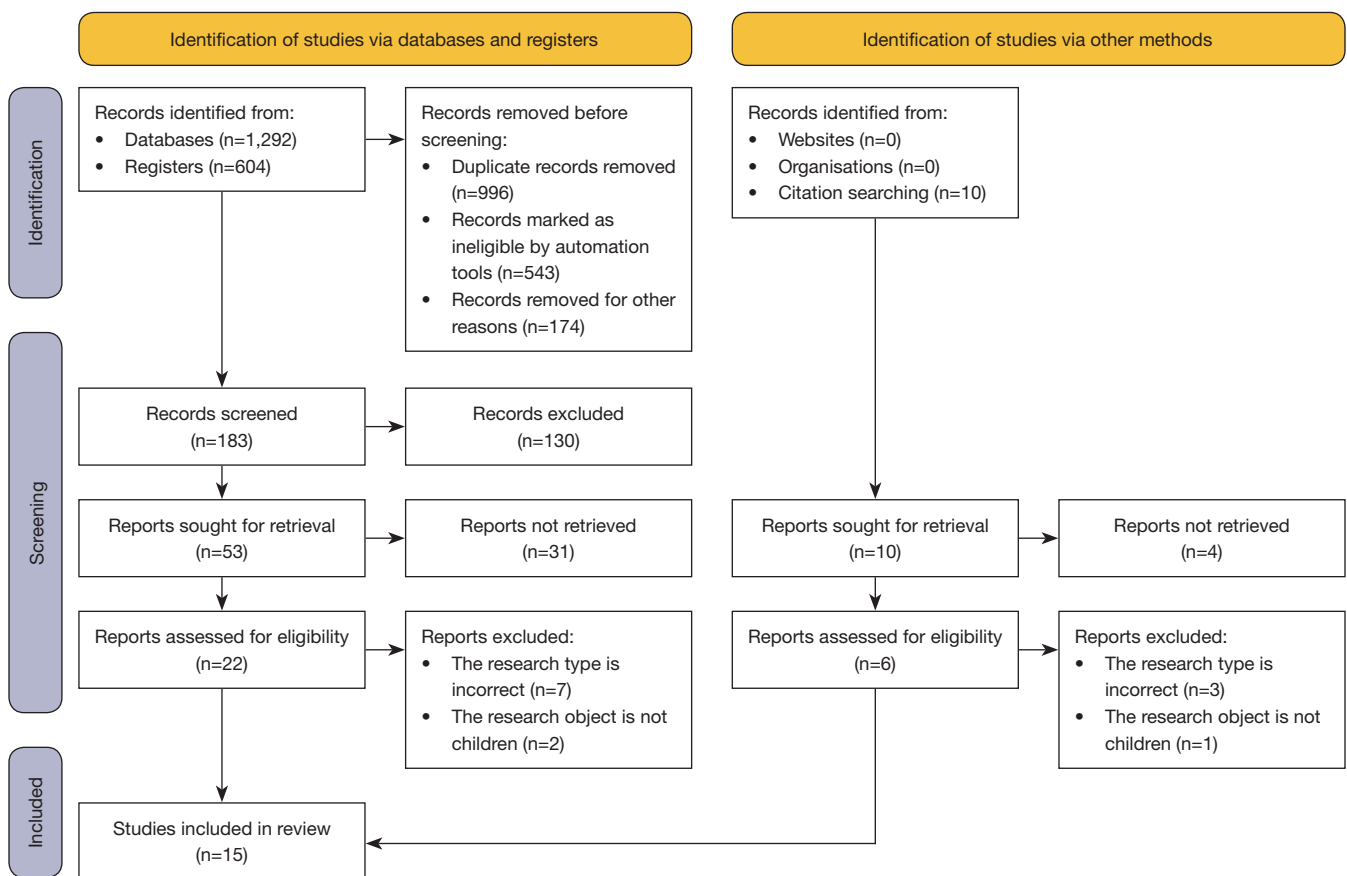 Identification of studies via databases and registers
Identification of studies via other methods
Identification
Records identified from:
• Databases (n=1,292)
• Registers (n=604)
Records removed before
screening:
• Duplicate records removed
(n=996)
• Records marked as
ineligible by automation
tools (n=543)
• Records removed for other
reasons (n=174)
Records identified from:
• Websites (n=0)
• Organisations (n=0)
• Citation searching (n=10)
Screening
Records screened
(n=183)
Records excluded
(n=130)
Reports sought for retrieval
(n=53)
Reports not retrieved
(n=31)
Reports sought for retrieval
(n=10)
Reports not retrieved
(n=4)
Reports assessed for eligibility
(n=22)
Reports excluded:
• The research type is
incorrect (n=7)
• The research object is not
children (n=2)
Reports assessed for eligibility
(n=6)
Reports excluded:
• The research type is
incorrect (n=3)
• The research object is not
children (n=1)
Included
Studies included in review
(n=15)